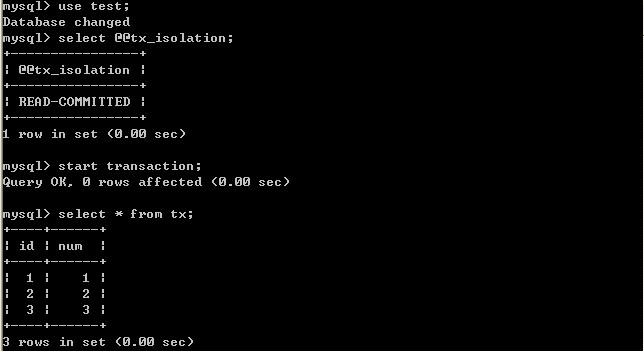 mysql> use test;
Database changed
mysql> select @@tx_isolation;
+----------------+
| @@tx_isolation |
+----------------+
| READ-COMMITTED |
+----------------+
1 row in set (0.00 sec)
mysql> start transaction;
Query OK, 0 rows affected (0.00 sec)
mysql> select * from tx;
+----+------+
| id | num  |
+----+------+
|  1 |    1 |
|  2 |    2 |
|  3 |    3 |
+----+------+
3 rows in set (0.00 sec)